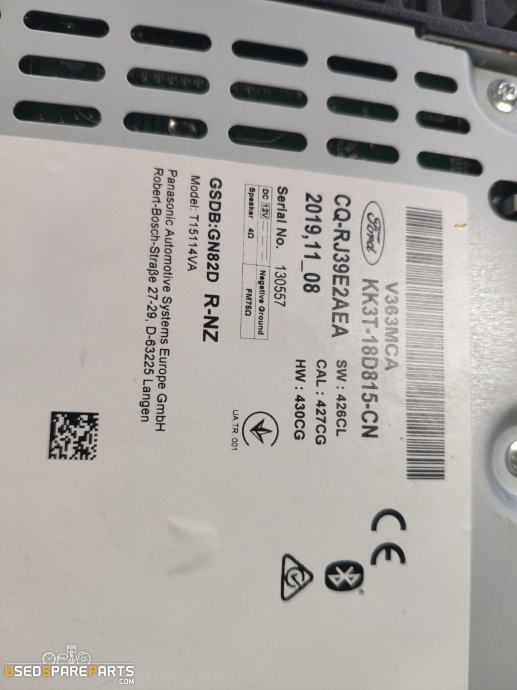 V363MCA
Ford
KK3T-18D815-CN
CQ-RJ39E2AEA
2019,11_08
SW : 426CL
CAL : 427CG
HW : 430CG
Serial No. 130557
DC 12V Negative Ground
Speaker 4Ω FM75Ω
UA TR 001
GSDB:GN82D R-NZ
Model: T15114VA
Panasonic Automotive Systems Europe GmbH
Robert-Bosch-Straße 27-29, D-63225 Langen
CE
USEDSPAREPARTS
.COM